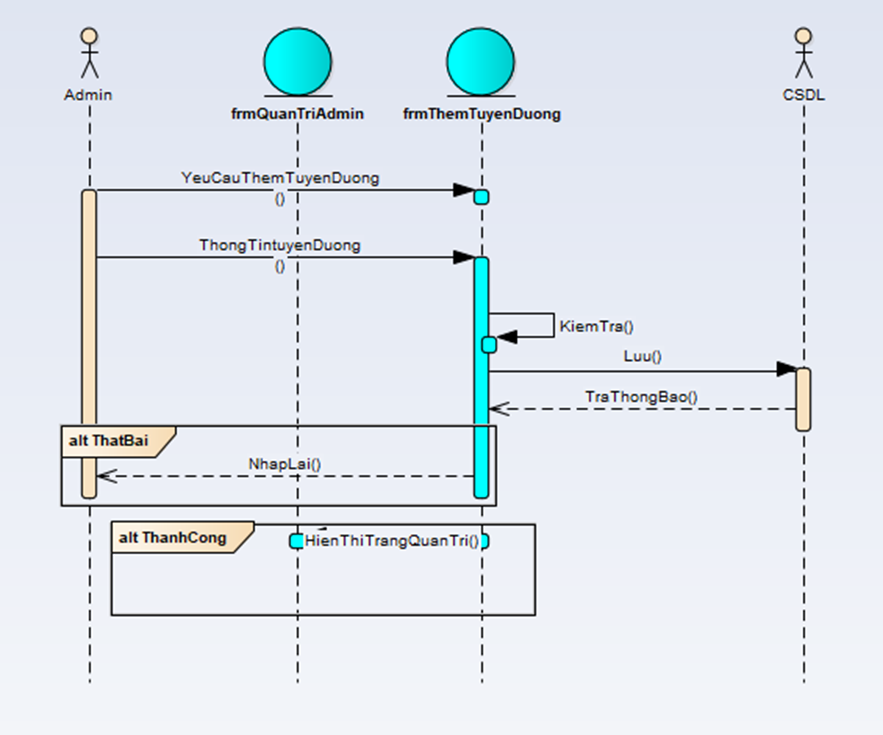 Admin
CSDL
frmQuanTriAdmin
frmThemTuyenDuong
YeuCauThemTuyenDuong
()
ThongTintuyenDuong
()
KiemTra()
Luu()
TraThongBao()
alt ThatBai
NhapLai()
alt ThanhCong
HienThiTrangQuanTri()